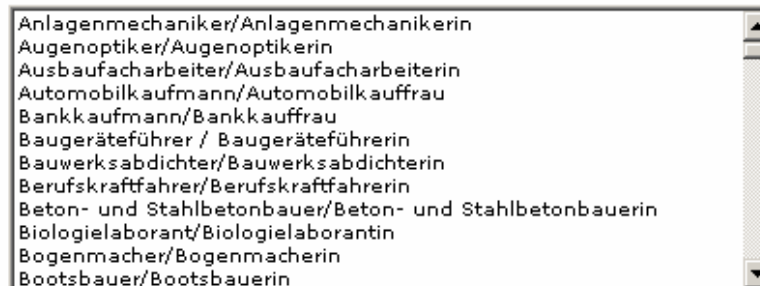 Anlagenmechaniker/Anlagenmechanikerin
Augenoptiker/Augenoptikerin
Ausbaufacharbeiter/Ausbaufacharbeiterin
Automobilkaufmann/Automobilkauffrau
Bankkaufmann/Bankkauffrau
Baugeräteführer / Baugeräteführerin
Bauwerksabdichter/Bauwerksabdichterin
Berufskraftfahrer/Berufskraftfahrerin
Beton- und Stahlbetonbauer/Beton- und Stahlbetonbauerin
Biologielaborant/Biologielaborantin
Bogenmacher/Bogenmacherin
Bootsbauer/Bootsbauerin